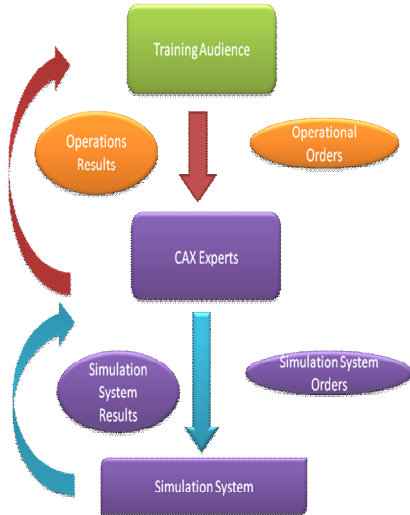 Training Audience
Operations
Results
Operational
Orders
CAX Experts
Simulation
System
Results
Simulation System
Orders
Simulation System